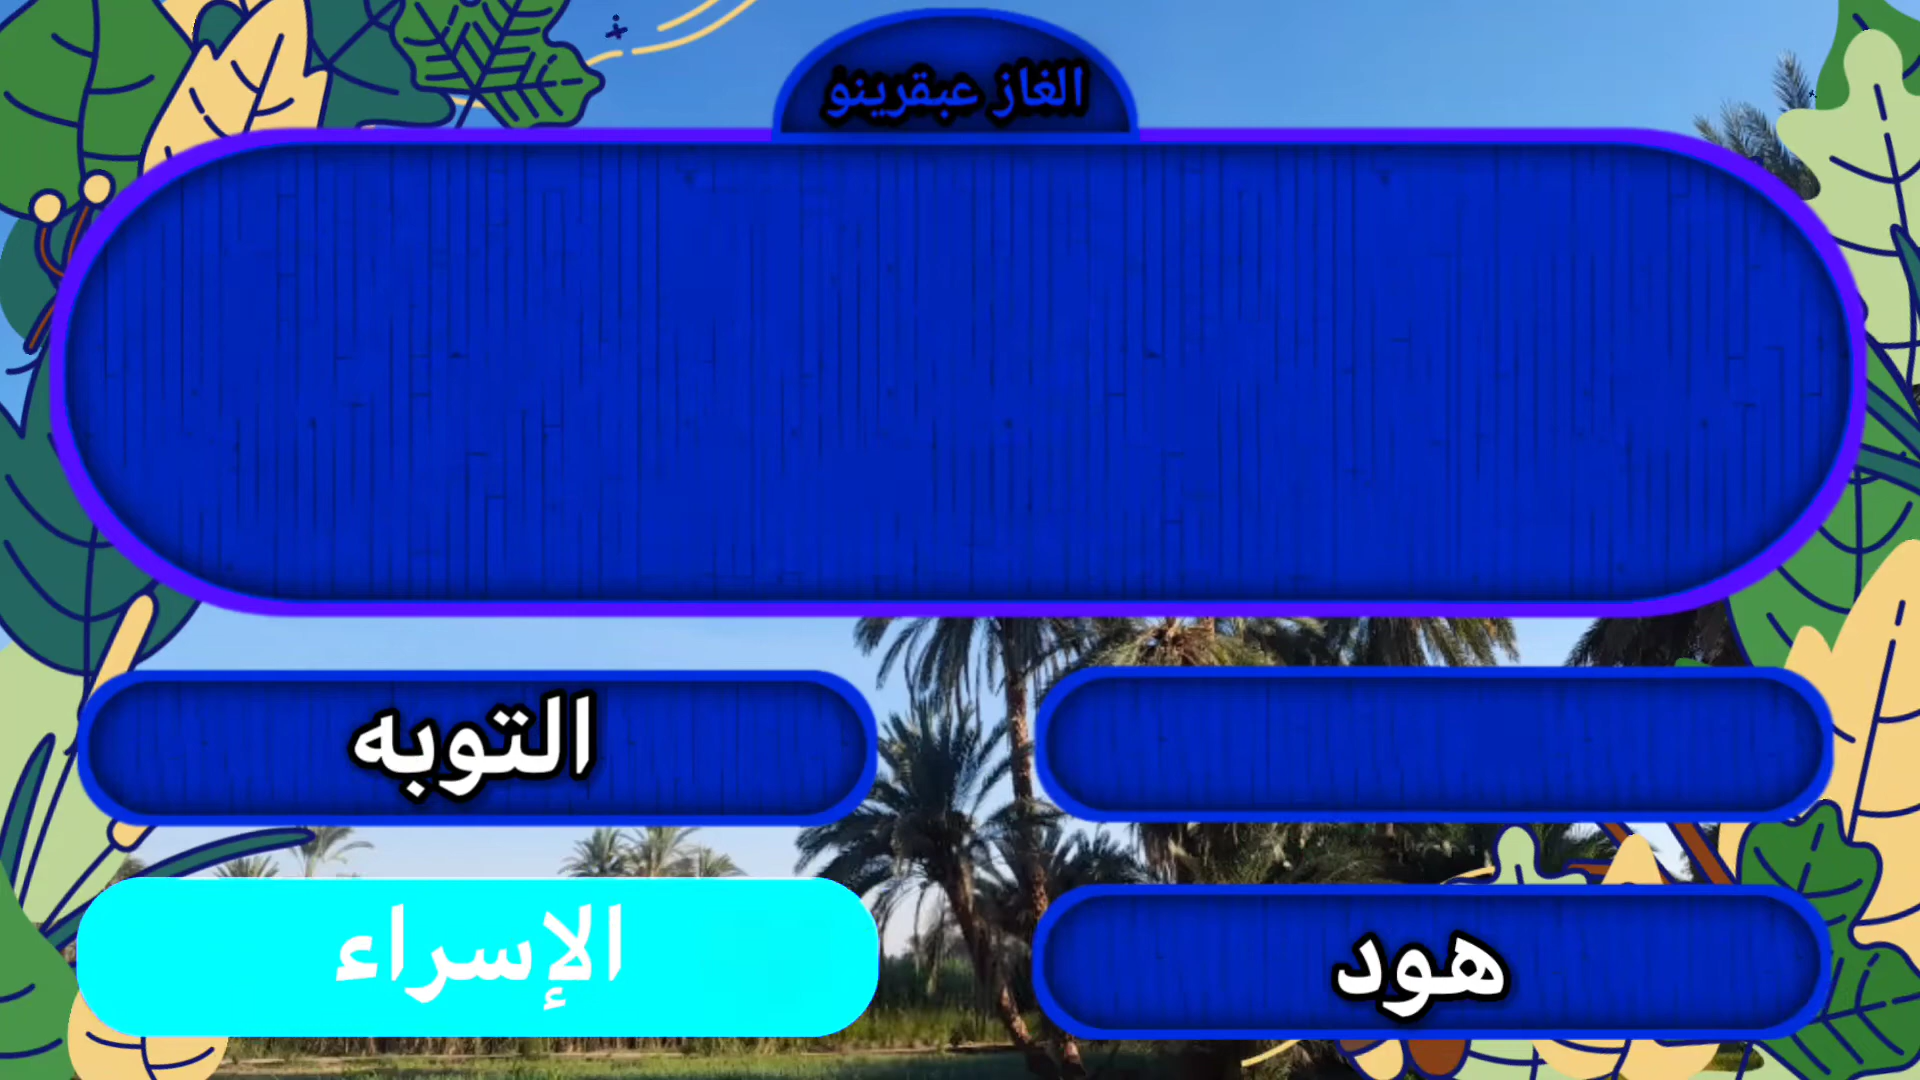 الغاز عبقرينو
التوبه
هود
الإسراء